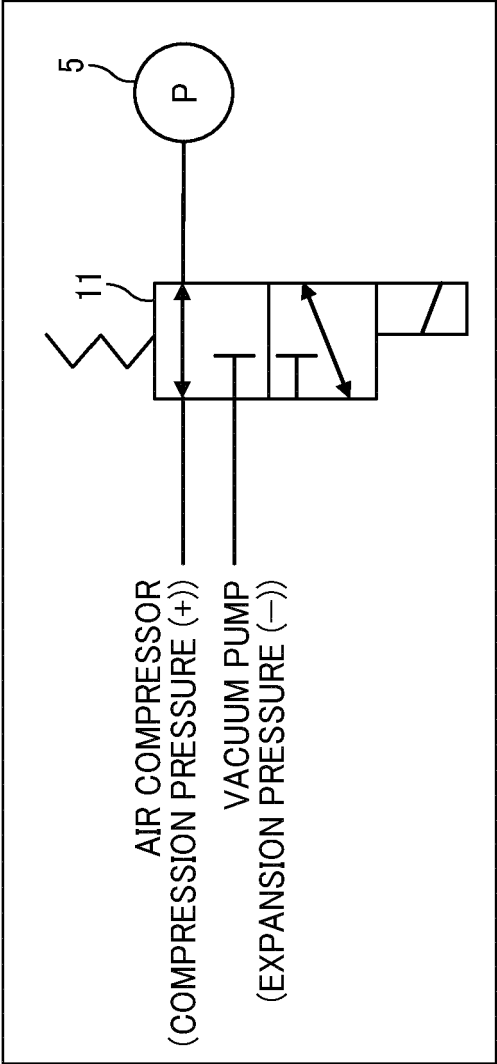 5
P
11
AIR COMPRESSOR
(COMPRESSION PRESSURE (+))
VACUUM PUMP
(EXPANSION PRESSURE (−))